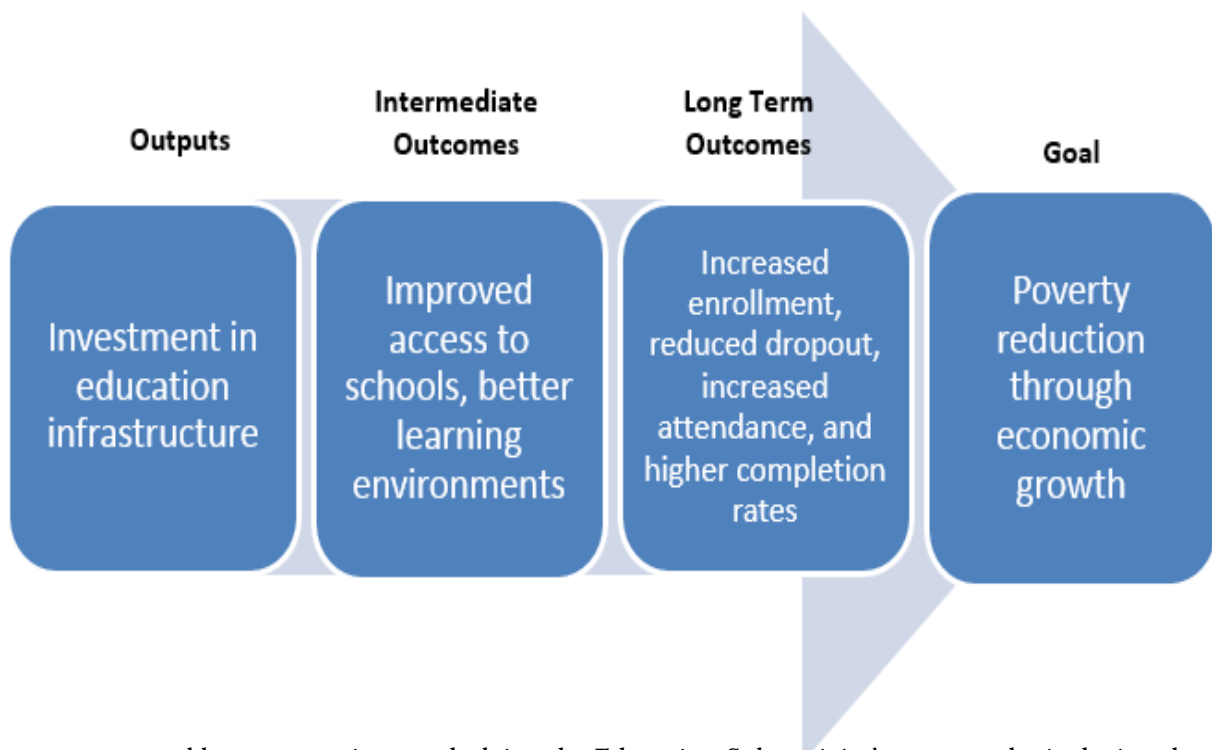 Outputs
Intermediate
Outcomes
Long Term
Outcomes
Goal
Investment in
education
infrastructure
Improved
access to
schools, better
learning
environments
Increased
enrollment,
reduced dropout,
increased
attendance, and
higher completion
rates
Poverty
reduction
through
economic
growth